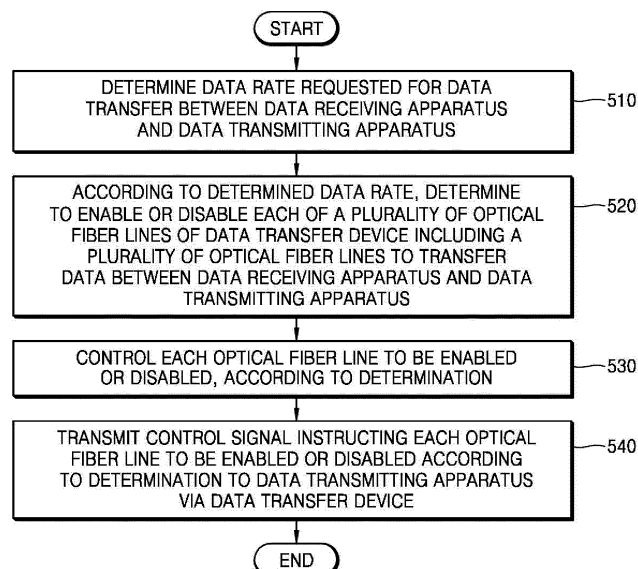 START
DETERMINE DATA RATE REQUESTED FOR DATA
TRANSFER BETWEEN DATA RECEIVING APPARATUS
AND DATA TRANSMITTING APPARATUS
510
ACCORDING TO DETERMINED DATA RATE, DETERMINE
TO ENABLE OR DISABLE EACH OF A PLURALITY OF OPTICAL
FIBER LINES OF DATA TRANSFER DEVICE INCLUDING A
PLURALITY OF OPTICAL FIBER LINES TO TRANSFER
DATA BETWEEN DATA RECEIVING APPARATUS AND DATA
TRANSMITTING APPARATUS
520
CONTROL EACH OPTICAL FIBER LINE TO BE ENABLED
OR DISABLED, ACCORDING TO DETERMINATION
530
TRANSMIT CONTROL SIGNAL INSTRUCTING EACH OPTICAL
FIBER LINE TO BE ENABLED OR DISABLED ACCORDING
TO DETERMINATION TO DATA TRANSMITTING APPARATUS
VIA DATA TRANSFER DEVICE
540
END